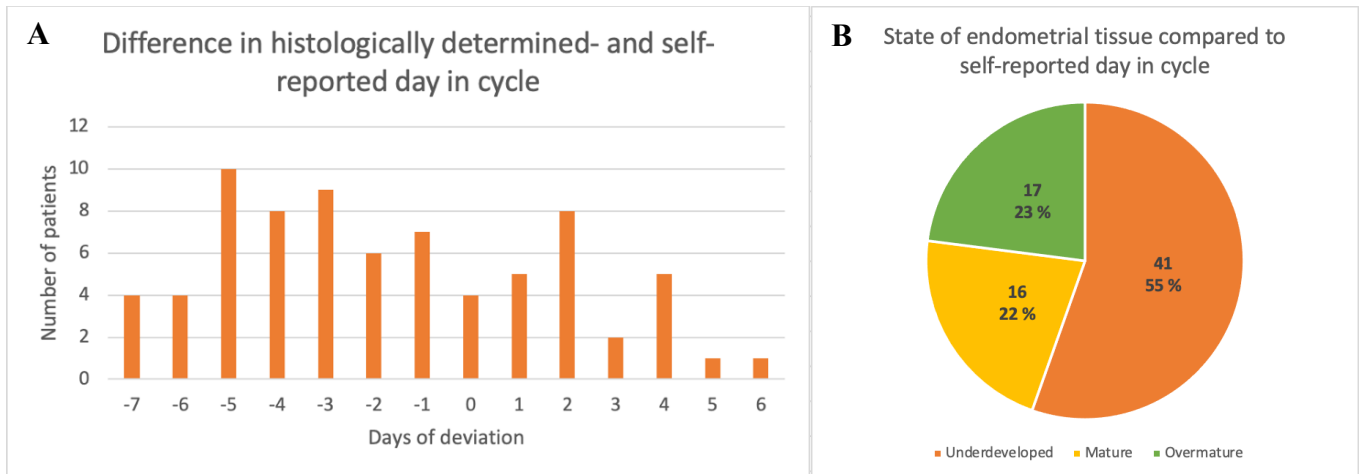 A
Difference in histologically determined- and self-
reported day in cycle
Number of patients
12
10
8
6
4
2
0
-7 -6 -5 -4 -3 -2 -1 0 1 2 3 4 5 6
Days of deviation
B
State of endometrial tissue compared to
self-reported day in cycle
17
23 %
16
22 %
41
55 %
Underdeveloped Mature Overmature